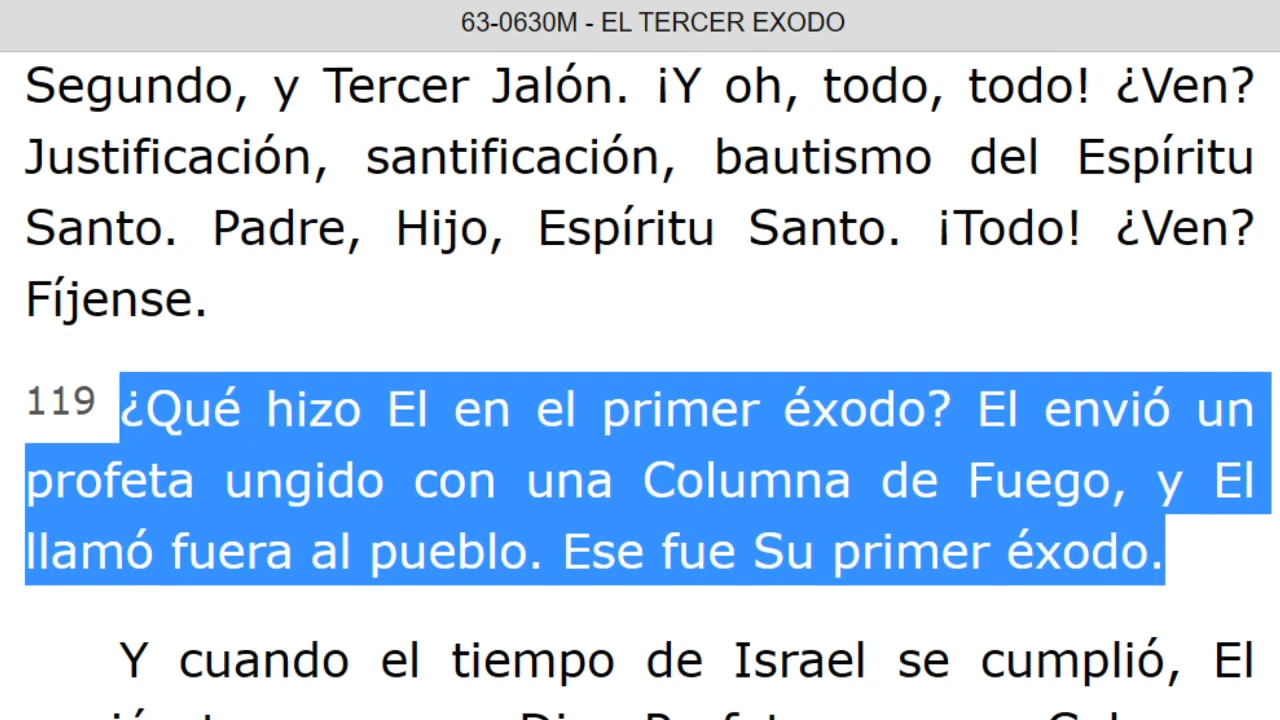 63-0630M - EL TERCER EXODO
Segundo, y Tercer Jalón. ¡Y oh, todo, todo! ¿Ven?
Justificación, santificación, bautismo del Espíritu
Santo. Padre, Hijo, Espíritu Santo. ¡Todo! ¿Ven?
Fíjense.
119 ¿Qué hizo El en el primer éxodo? El envió un
profeta ungido con una Columna de Fuego, y El
llamó fuera al pueblo. Ese fue Su primer éxodo.
Y cuando el tiempo de Israel se cumplió, El